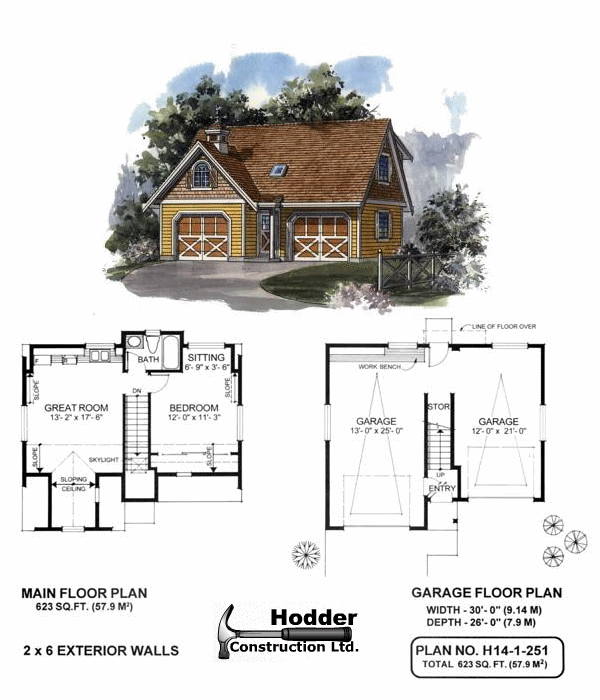 BATH
SITTING
6'- 9" x 3'- 6"
F
SLOPE
SLOPE
DN
GREAT ROOM
13'- 2" x 17'- 6"
BEDROOM
12'- 0" x 11'- 3"
SLOPE
SLOPE
SKYLIGHT
SLOPING
CEILING
LINE OF FLOOR OVER
WORK BENCH
GARAGE
13'- 0" x 25'- 0"
STOR
GARAGE
12'- 0" x 21'- 0"
UP
ENTRY
MAIN FLOOR PLAN
623 SQ.FT. (57.9 M²)
2 x 6 EXTERIOR WALLS
Hodder
Construction Ltd.
GARAGE FLOOR PLAN
WIDTH - 30'- 0" (9.14 M)
DEPTH - 26'- 0" (7.9 M)
PLAN NO. H14-1-251
TOTAL 623 SQ. FT. (57.9 M²)